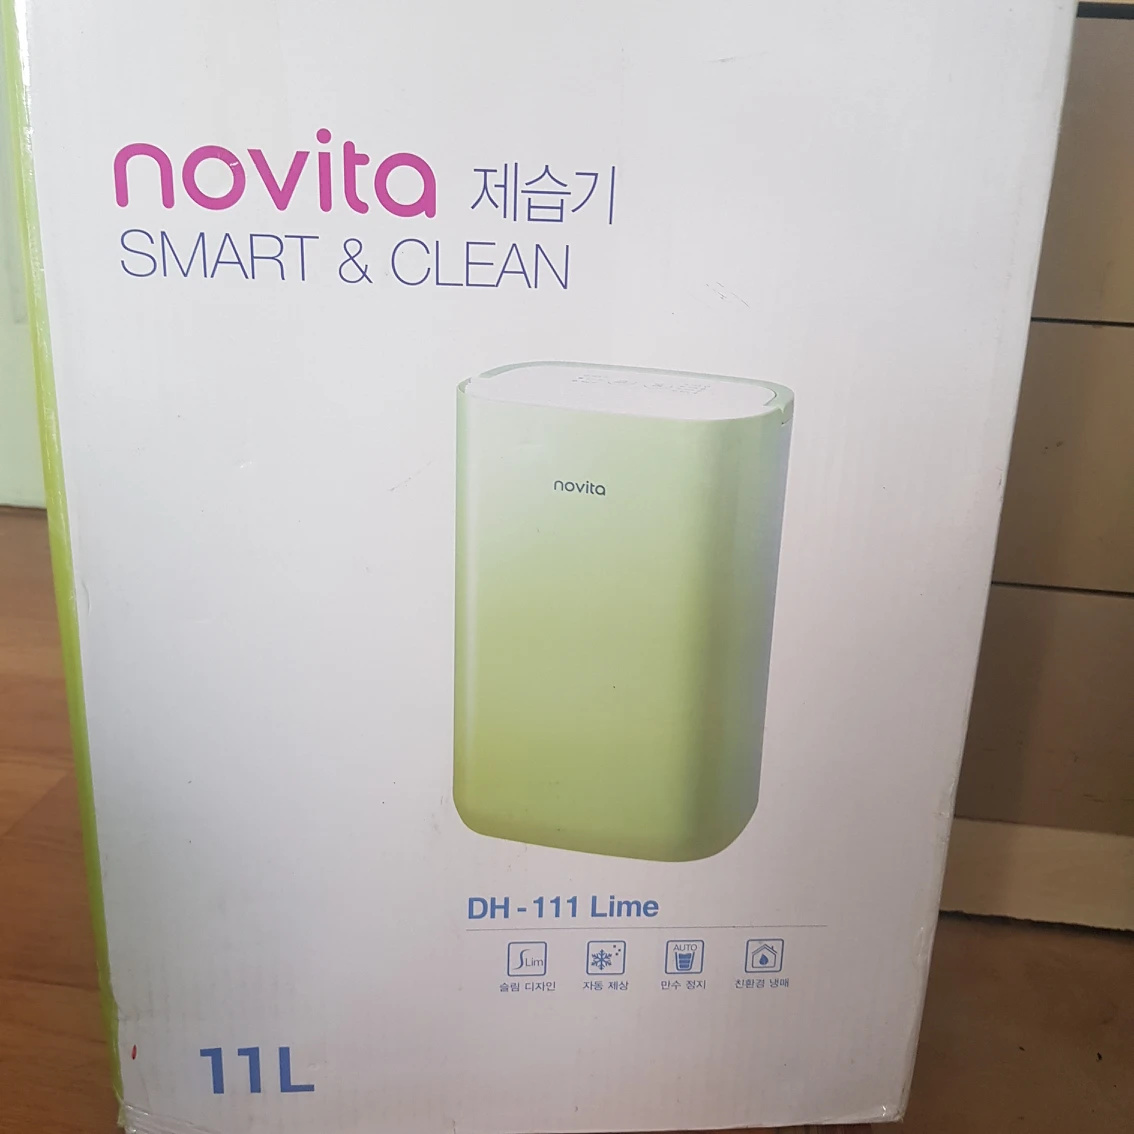 novita 제습기
SMART & CLEAN
novita
DH-111 Lime
SLim
AUTO
슬림 디자인
자동 제상
만수 정지
친환경 냉매
11L